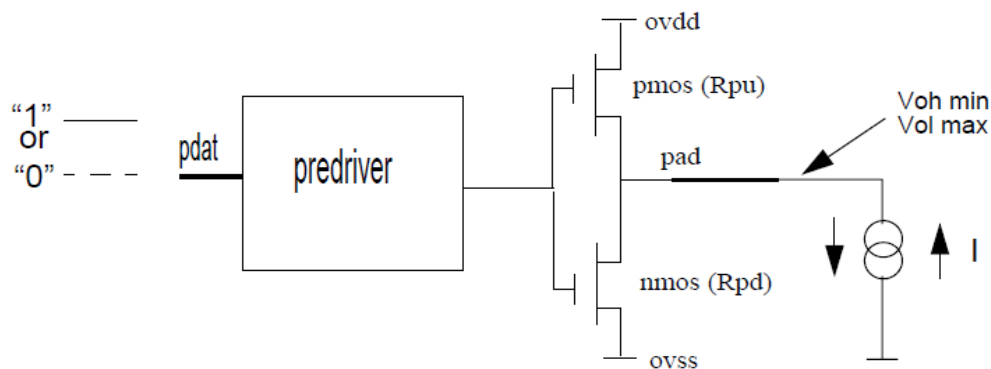 ovdd
pmos (Rpu)
“1”
or
“0”
pdat
predriver
pad
Voh min
Vol max
nmos (Rpd)
I
ovss